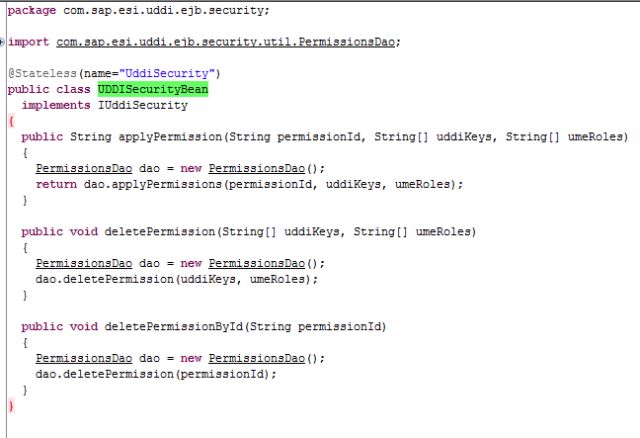 package com.sap.esi.uddi.ejb.security;
import com.sap.esi.uddi.ejb.security.util.PermissionsDao;
@Stateless(name="UddiSecurity")
public class UDDISecurityBean
implements IUddiSecurity
{
public String applyPermission(String permissionId, String[] uddiKeys, String[] umeRoles)
{
PermissionsDao dao = new PermissionsDao();
return dao.applyPermissions(permissionId, uddiKeys, umeRoles);
}
public void deletePermission(String[] uddiKeys, String[] umeRoles)
{
PermissionsDao dao = new PermissionsDao();
dao.deletePermission(uddiKeys, umeRoles);
}
public void deletePermissionById(String permissionId)
{
PermissionsDao dao = new PermissionsDao();
dao.deletePermission(permissionId);
}
}